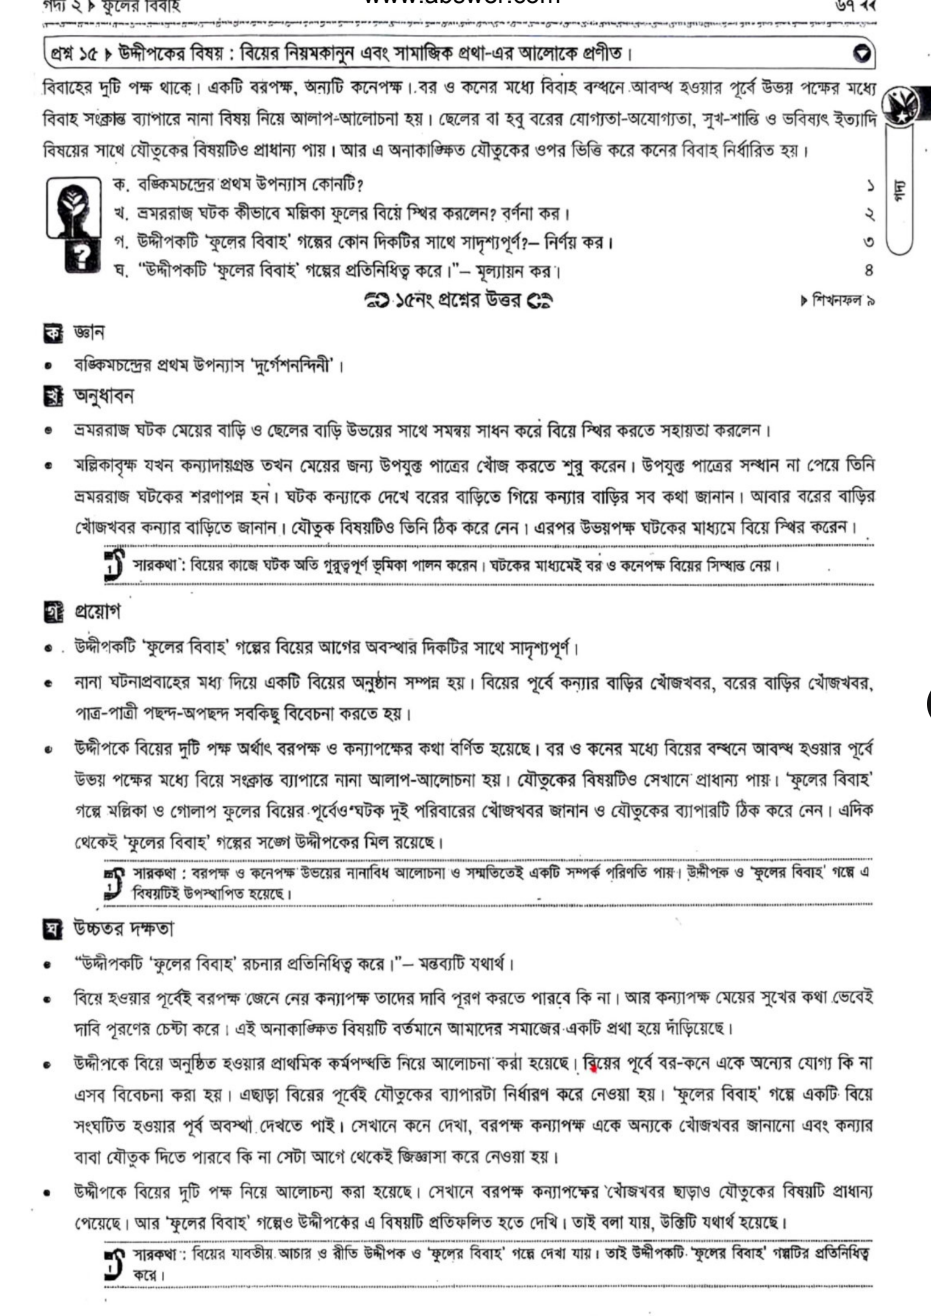 গদ্য ২ ▶ ফুলের বিবাহ
প্রশ্ন ১৫ ▶ উদ্দীপকের বিষয় : বিয়ের নিয়মকানুন এবং সামাজিক প্রথা-এর আলোকে প্রণীত।
বিবাহের দুটি পক্ষ থাকে। একটি বরপক্ষ, অন্যটি কনেপক্ষ। বর ও কনের মধ্যে বিবাহ বন্ধনে আবদ্ধ হওয়ার পূর্বে উভয় পক্ষের মধ্যে
বিবাহ সংক্রান্ত ব্যাপারে নানা বিষয় নিয়ে আলাপ-আলোচনা হয়। ছেলের বা হবু বরের যোগ্যতা-অযোগ্যতা, সুখ-শান্তি ও ভবিষ্যৎ ইত্যাদি
বিষয়ের সাথে যৌতুকের বিষয়টিও প্রাধান্য পায়। আর এ অনাকাঙ্ক্ষিত যৌতুকের ওপর ভিত্তি করে কনের বিবাহ নির্ধারিত হয়।
গদ্য
ক. বঙ্কিমচন্দ্রের প্রথম উপন্যাস কোনটি? ১
খ. ভ্রমররাজ ঘটক কীভাবে মল্লিকা ফুলের বিয়ে স্থির করলেন? বর্ণনা কর। ২
গ. উদ্দীপকটি ‘ফুলের বিবাহ’ গল্পের কোন দিকটির সাথে সাদৃশ্যপূর্ণ?– নির্ণয় কর। ৩
ঘ. “উদ্দীপকটি ‘ফুলের বিবাহ’ গল্পের প্রতিনিধিত্ব করে।”– মূল্যায়ন কর। ৪
১৫নং প্রশ্নের উত্তর ▶ শিখনফল ৯
ক জ্ঞান
• বঙ্কিমচন্দ্রের প্রথম উপন্যাস ‘দুর্গেশনন্দিনী’।
খ অনুধাবন
• ভ্রমররাজ ঘটক মেয়ের বাড়ি ও ছেলের বাড়ি উভয়ের সাথে সমন্বয় সাধন করে বিয়ে স্থির করতে সহায়তা করলেন।
• মল্লিকাবৃক্ষ যখন কন্যাদায়গ্রস্ত তখন মেয়ের জন্য উপযুক্ত পাত্রের খোঁজ করতে শুরু করেন। উপযুক্ত পাত্রের সন্ধান না পেয়ে তিনি
ভ্রমররাজ ঘটকের শরণাপন্ন হন। ঘটক কন্যাকে দেখে বরের বাড়িতে গিয়ে কন্যার বাড়ির সব কথা জানান। আবার বরের বাড়ির
খোঁজখবর কন্যার বাড়িতে জানান। যৌতুক বিষয়টিও তিনি ঠিক করে নেন। এরপর উভয়পক্ষ ঘটকের মাধ্যমে বিয়ে স্থির করেন।
সারকথা : বিয়ের কাজে ঘটক অতি গুরুত্বপূর্ণ ভূমিকা পালন করেন। ঘটকের মাধ্যমেই বর ও কনেপক্ষ বিয়ের সিদ্ধান্ত নেয়।
গ প্রয়োগ
• উদ্দীপকটি ‘ফুলের বিবাহ’ গল্পের বিয়ের আগের অবস্থার দিকটির সাথে সাদৃশ্যপূর্ণ।
• নানা ঘটনাপ্রবাহের মধ্য দিয়ে একটি বিয়ের অনুষ্ঠান সম্পন্ন হয়। বিয়ের পূর্বে কন্যার বাড়ির খোঁজখবর, বরের বাড়ির খোঁজখবর,
পাত্র-পাত্রী পছন্দ-অপছন্দ সবকিছু বিবেচনা করতে হয়।
• উদ্দীপকে বিয়ের দুটি পক্ষ অর্থাৎ বরপক্ষ ও কন্যাপক্ষের কথা বর্ণিত হয়েছে। বর ও কনের মধ্যে বিয়ের বন্ধনে আবদ্ধ হওয়ার পূর্বে
উভয় পক্ষের মধ্যে বিয়ে সংক্রান্ত ব্যাপারে নানা আলাপ-আলোচনা হয়। যৌতুকের বিষয়টিও সেখানে প্রাধান্য পায়। ‘ফুলের বিবাহ’
গল্পে মল্লিকা ও গোলাপ ফুলের বিয়ের পূর্বেও ঘটক দুই পরিবারের খোঁজখবর জানান ও যৌতুকের ব্যাপারটি ঠিক করে নেন। এদিক
থেকেই ‘ফুলের বিবাহ’ গল্পের সঙ্গে উদ্দীপকের মিল রয়েছে।
সারকথা : বরপক্ষ ও কনেপক্ষ উভয়ের নানাবিধ আলোচনা ও সম্মতিতেই একটি সম্পর্ক পরিণতি পায়। উদ্দীপক ও ‘ফুলের বিবাহ’ গল্পে এ
বিষয়টিই উপস্থাপিত হয়েছে।
ঘ উচ্চতর দক্ষতা
• “উদ্দীপকটি ‘ফুলের বিবাহ’ রচনার প্রতিনিধিত্ব করে।”– মন্তব্যটি যথার্থ।
• বিয়ে হওয়ার পূর্বেই বরপক্ষ জেনে নেয় কন্যাপক্ষ তাদের দাবি পূরণ করতে পারবে কি না। আর কন্যাপক্ষ মেয়ের সুখের কথা ভেবেই
দাবি পূরণের চেষ্টা করে। এই অনাকাঙ্ক্ষিত বিষয়টি বর্তমানে আমাদের সমাজের একটি প্রথা হয়ে দাঁড়িয়েছে।
• উদ্দীপকে বিয়ে অনুষ্ঠিত হওয়ার প্রাথমিক কর্মপদ্ধতি নিয়ে আলোচনা করা হয়েছে। বিয়ের পূর্বে বর-কনে একে অন্যের যোগ্য কি না
এসব বিবেচনা করা হয়। এছাড়া বিয়ের পূর্বেই যৌতুকের ব্যাপারটা নির্ধারণ করে নেওয়া হয়। ‘ফুলের বিবাহ’ গল্পে একটি বিয়ে
সংঘটিত হওয়ার পূর্ব অবস্থা দেখতে পাই। সেখানে কনে দেখা, বরপক্ষ কন্যাপক্ষ একে অন্যকে খোঁজখবর জানানো এবং কন্যার
বাবা যৌতুক দিতে পারবে কি না সেটা আগে থেকেই জিজ্ঞাসা করে নেওয়া হয়।
• উদ্দীপকে বিয়ের দুটি পক্ষ নিয়ে আলোচনা করা হয়েছে। সেখানে বরপক্ষ কন্যাপক্ষের খোঁজখবর ছাড়াও যৌতুকের বিষয়টি প্রাধান্য
পেয়েছে। আর ‘ফুলের বিবাহ’ গল্পেও উদ্দীপকের এ বিষয়টি প্রতিফলিত হতে দেখি। তাই বলা যায়, উক্তিটি যথার্থ হয়েছে।
সারকথা : বিয়ের যাবতীয় আচার ও রীতি উদ্দীপক ও ‘ফুলের বিবাহ’ গল্পে দেখা যায়। তাই উদ্দীপকটি ‘ফুলের বিবাহ’ গল্পটির প্রতিনিধিত্ব
করে।